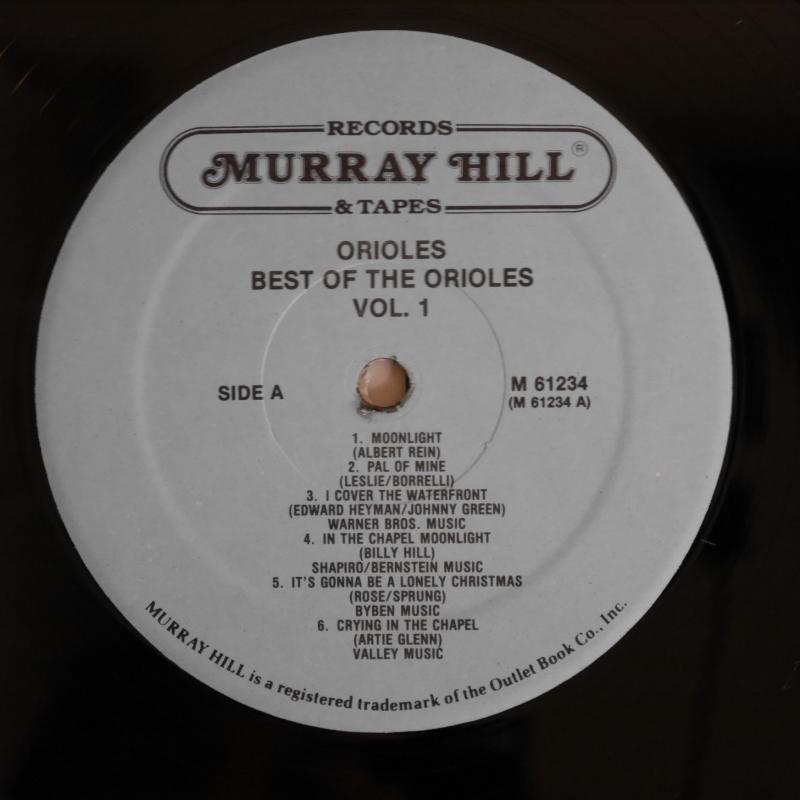 RECORDS
MURRAY HILL ®
& TAPES
ORIOLES
BEST OF THE ORIOLES
VOL. 1
SIDE A
M 61234
(M 61234 A)
1. MOONLIGHT
(ALBERT REIN)
2. PAL OF MINE
(LESLIE/BORRELLI)
3. I COVER THE WATERFRONT
(EDWARD HEYMAN/JOHNNY GREEN)
WARNER BROS. MUSIC
4. IN THE CHAPEL MOONLIGHT
(BILLY HILL)
SHAPIRO/BERNSTEIN MUSIC
5. IT'S GONNA BE A LONELY CHRISTMAS
(ROSE/SPRUNG)
BYBEN MUSIC
6. CRYING IN THE CHAPEL
(ARTIE GLENN)
VALLEY MUSIC
MURRAY HILL is a registered trademark of the Outlet Book Co., Inc.